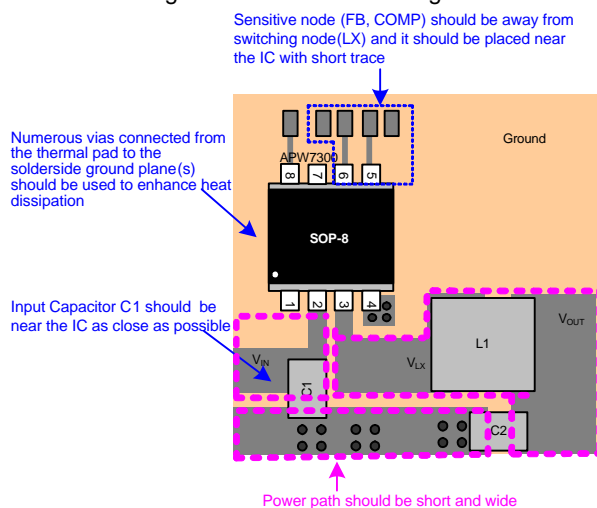 Sensitive node (FB, COMP) should be away from
switching node(LX) and it should be placed near
the IC with short trace
Ground
Numerous vias connected from
the thermal pad to the
solderside ground plane(s)
should be used to enhance heat
dissipation
APW7300
8
7
6
5
SOP-8
1
2
3
4
Input Capacitor C1 should be
near the IC as close as possible
VIN
VLX
L1
VOUT
C1
C2
Power path should be short and wide